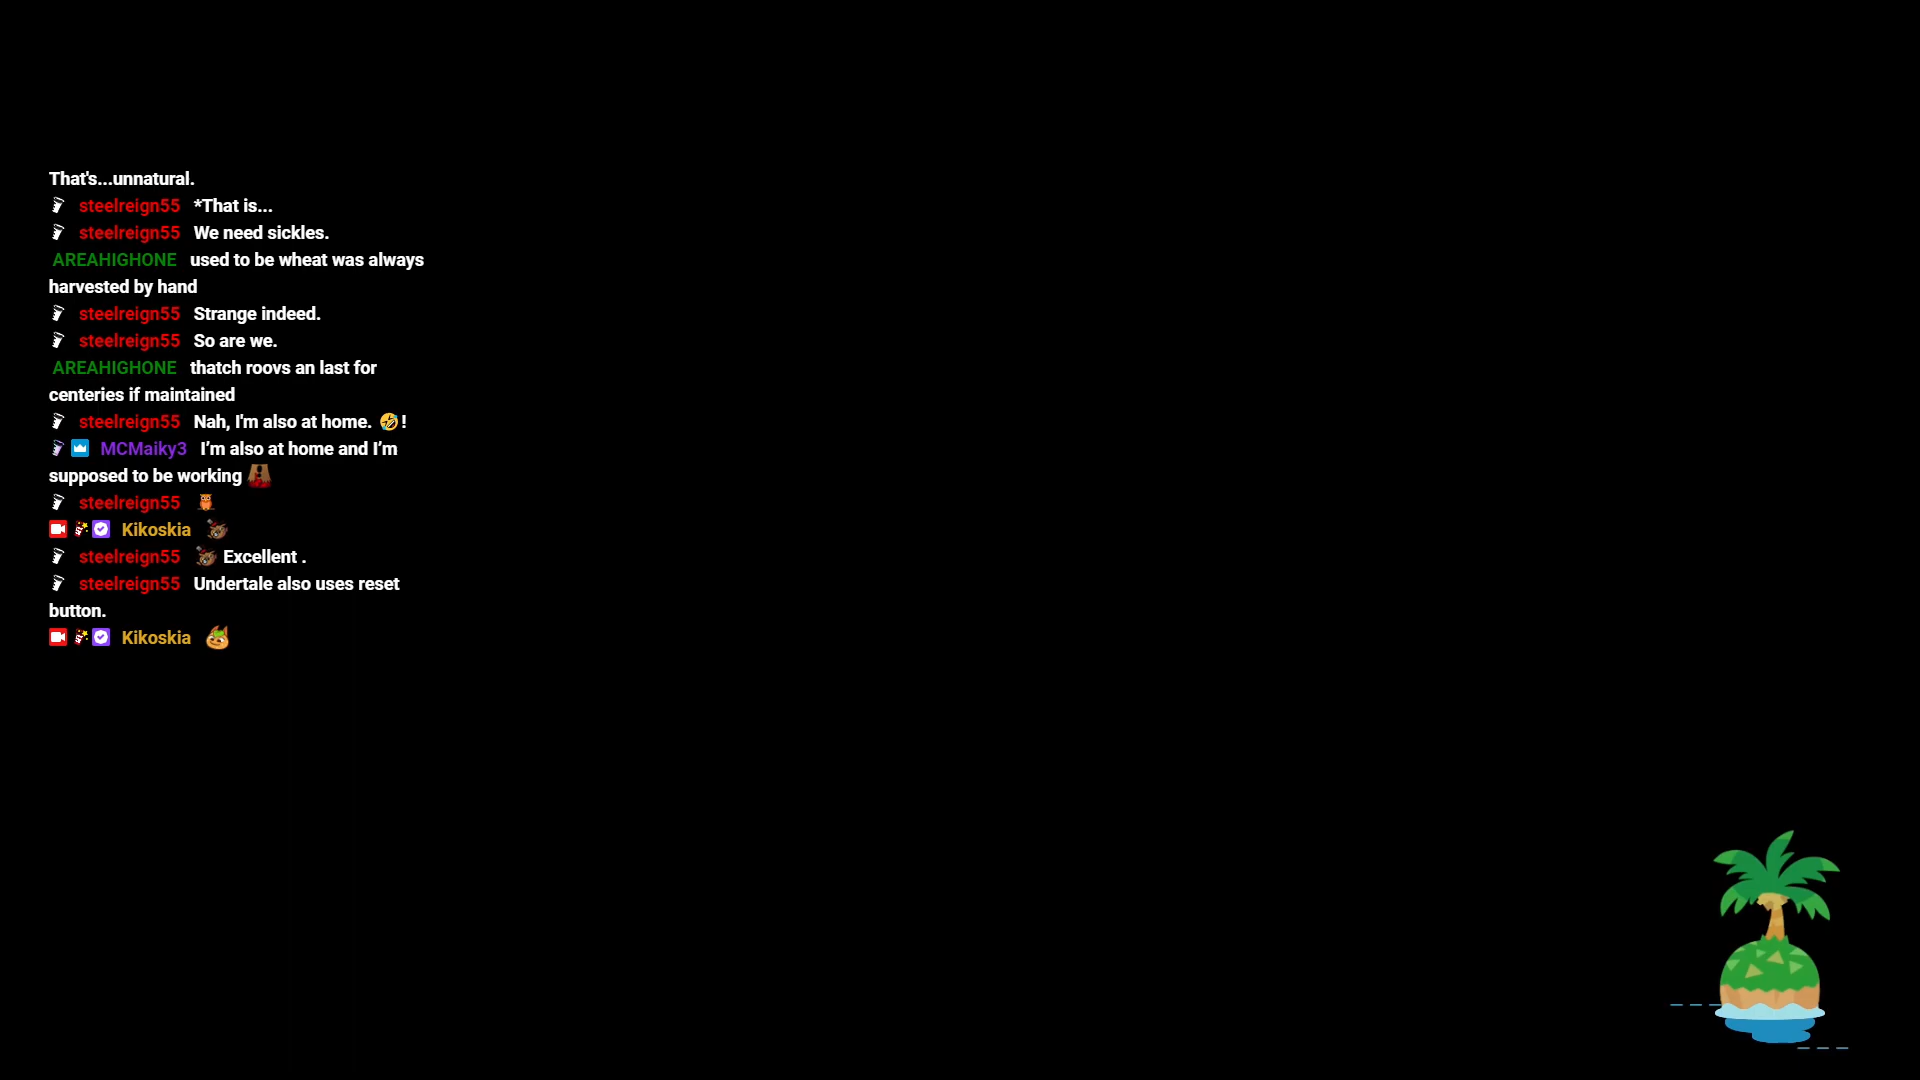 That's...unnatural.
steelreign55 *That is...
steelreign55 We need sickles.
AREAHIGHONE used to be wheat was always
harvested by hand
steelreign55 Strange indeed.
steelreign55 So are we.
AREAHIGHONE thatch roovs an last for
centeries if maintained
steelreign55 Nah, I'm also at home. 🤣!
MCMaiky3 I’m also at home and I’m
supposed to be working
steelreign55
Kikoskia
steelreign55 Excellent .
steelreign55 Undertale also uses reset
button.
Kikoskia